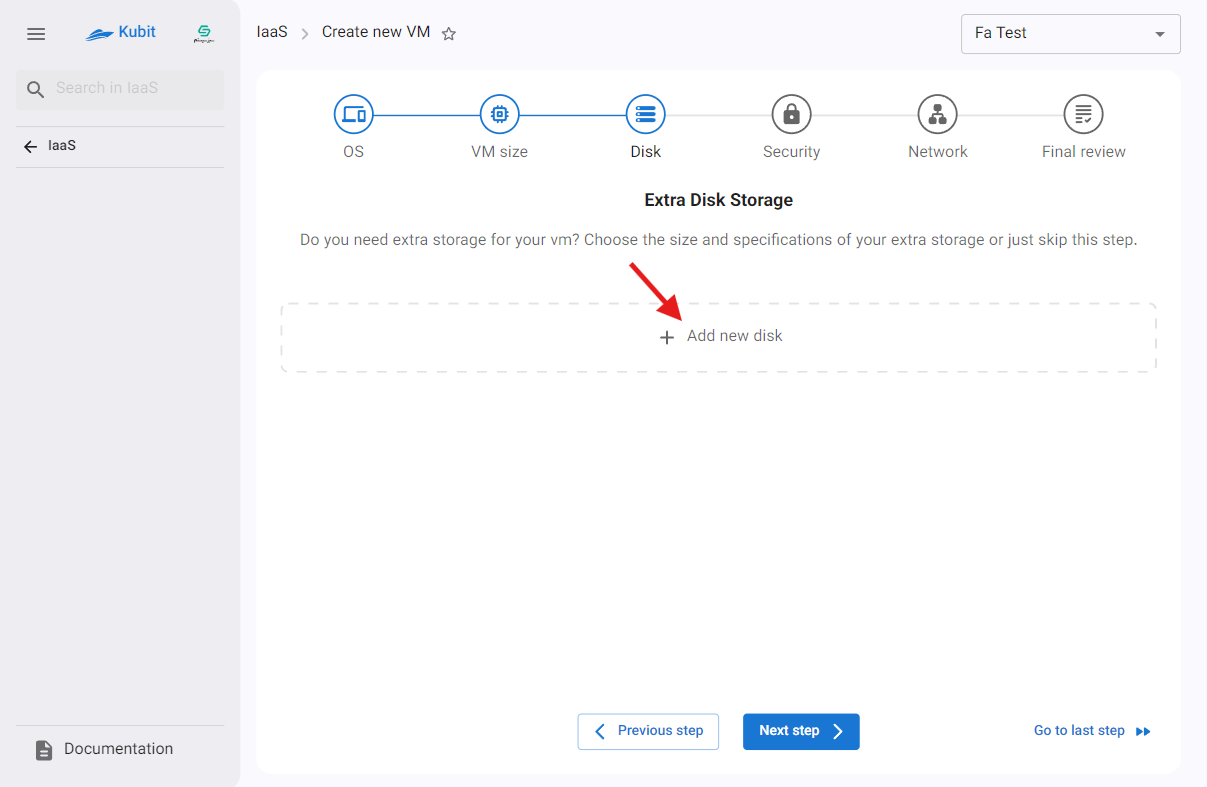 Kubit
IaaS
Create new VM
Fa Test
Search in IaaS
IaaS
OS
VM size
Disk
Security
Network
Final review
Extra Disk Storage
Do you need extra storage for your vm? Choose the size and specifications of your extra storage or just skip this step.
Add new disk
Previous step
Next step
Go to last step
Documentation